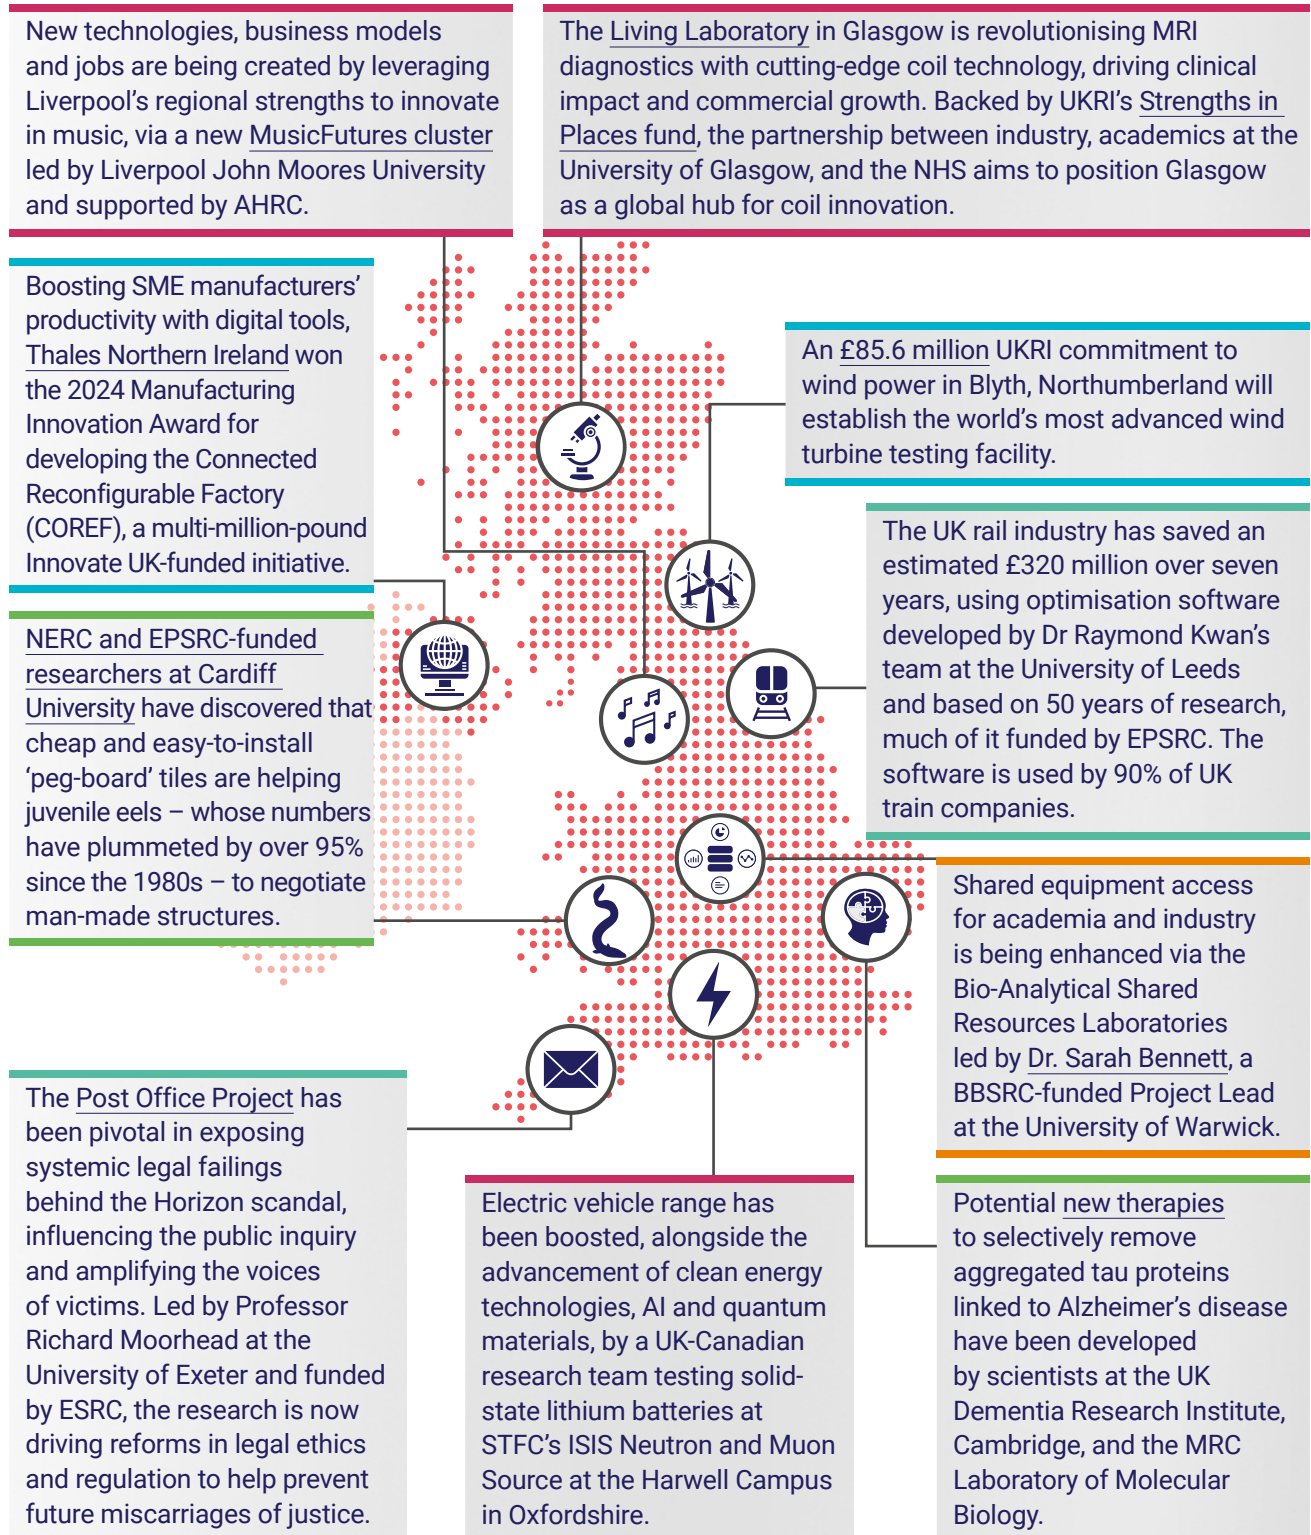 New technologies, business models
and jobs are being created by leveraging
Liverpool’s regional strengths to innovate
in music, via a new MusicFutures cluster
led by Liverpool John Moores University
and supported by AHRC.
The Living Laboratory in Glasgow is revolutionising MRI
diagnostics with cutting-edge coil technology, driving clinical
impact and commercial growth. Backed by UKRI’s Strengths in
Places fund, the partnership between industry, academics at the
University of Glasgow, and the NHS aims to position Glasgow
as a global hub for coil innovation.
Boosting SME manufacturers’
productivity with digital tools,
Thales Northern Ireland won
the 2024 Manufacturing
Innovation Award for
developing the Connected
Reconfigurable Factory
(COREF), a multi-million-pound
Innovate UK-funded initiative.
An £85.6 million UKRI commitment to
wind power in Blyth, Northumberland will
establish the world’s most advanced wind
turbine testing facility.
The UK rail industry has saved an
estimated £320 million over seven
years, using optimisation software
developed by Dr Raymond Kwan’s
team at the University of Leeds
and based on 50 years of research,
much of it funded by EPSRC. The
software is used by 90% of UK
train companies.
NERC and EPSRC-funded
researchers at Cardiff
University have discovered that
cheap and easy-to-install
‘peg-board’ tiles are helping
juvenile eels – whose numbers
have plummeted by over 95%
since the 1980s – to negotiate
man-made structures.
Shared equipment access
for academia and industry
is being enhanced via the
Bio-Analytical Shared
Resources Laboratories
led by Dr. Sarah Bennett, a
BBSRC-funded Project Lead
at the University of Warwick.
The Post Office Project has
been pivotal in exposing
systemic legal failings
behind the Horizon scandal,
influencing the public inquiry
and amplifying the voices
of victims. Led by Professor
Richard Moorhead at the
University of Exeter and funded
by ESRC, the research is now
driving reforms in legal ethics
and regulation to help prevent
future miscarriages of justice.
Electric vehicle range has
been boosted, alongside the
advancement of clean energy
technologies, AI and quantum
materials, by a UK-Canadian
research team testing solid-
state lithium batteries at
STFC’s ISIS Neutron and Muon
Source at the Harwell Campus
in Oxfordshire.
Potential new therapies
to selectively remove
aggregated tau proteins
linked to Alzheimer’s disease
have been developed
by scientists at the UK
Dementia Research Institute,
Cambridge, and the MRC
Laboratory of Molecular
Biology.